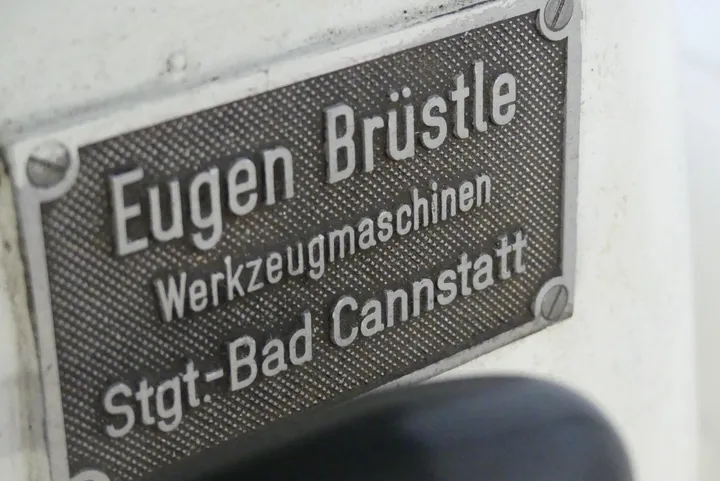 Eugen Brüstle
Werkzeugmaschinen
Stgt.-Bad Cannstatt